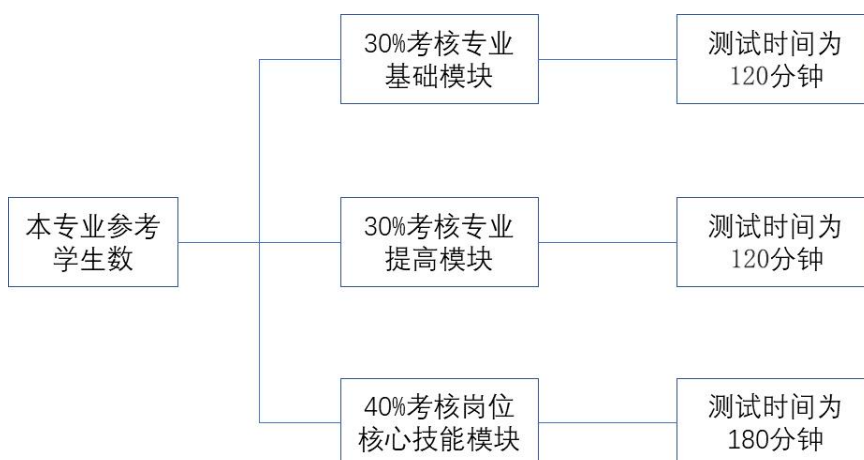 30%考核专业
基础模块
测试时间为
120分钟
本专业参考
学生数
30%考核专业
提高模块
测试时间为
120分钟
40%考核岗位
核心技能模块
测试时间为
180分钟